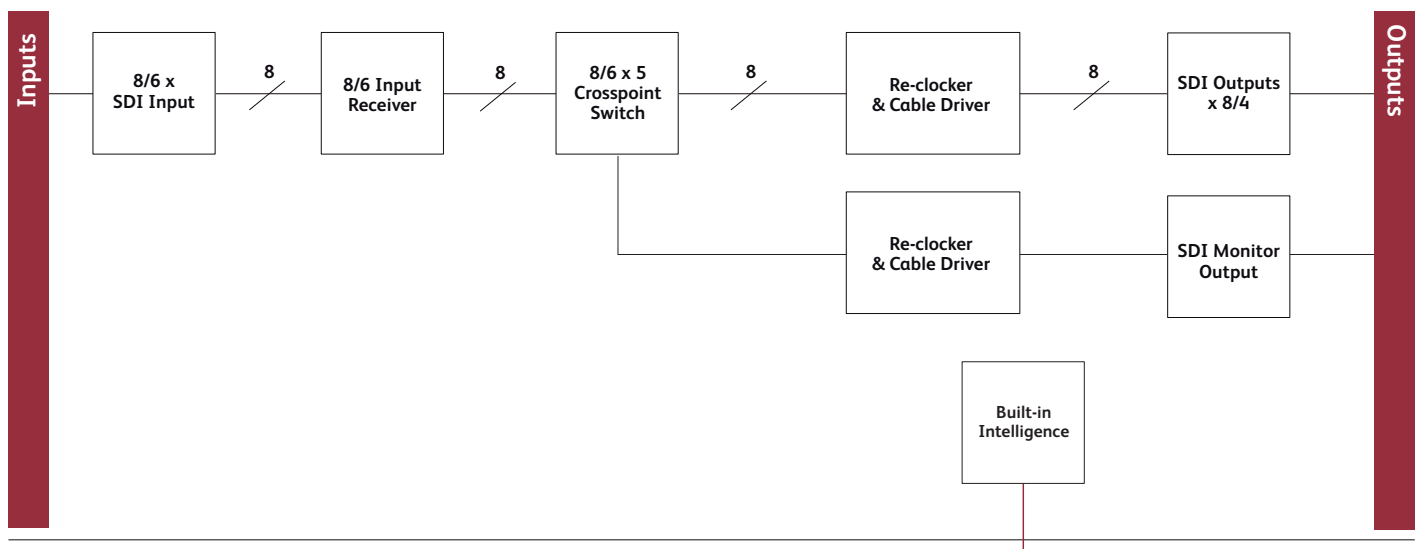 Inputs
8/6 x
SDI Input
8
8/6 Input
Receiver
8
8/6 x 5
Crosspoint
Switch
8
Re-clocker
& Cable Driver
8
SDI Outputs
x 8/4
Outputs
Re-clocker
& Cable Driver
SDI Monitor
Output
Built-in
Intelligence